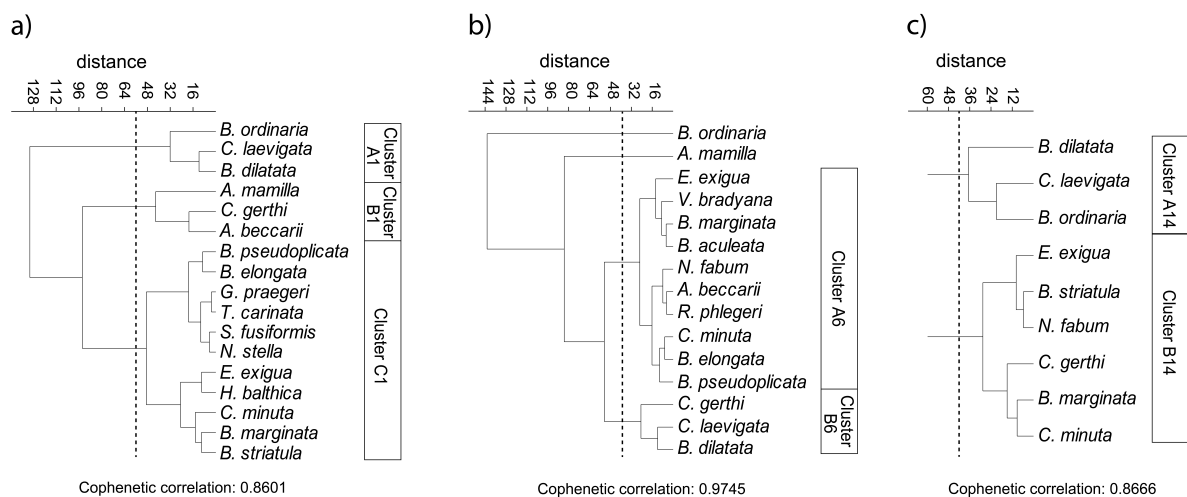 a)
distance
128 112 96 80 64 48 32 16
B. ordinaria
C. laevigata
B. dilatata
A. mamilla
C. gerthi
A. beccarii
B. pseudoplicata
B. elongata
G. praegeri
T. carinata
S. fusiformis
N. stella
E. exigua
H. balthica
C. minuta
B. marginata
B. striatula
Cluster
A1
Cluster
B1
Cluster C1
Cophenetic correlation: 0.8601
b)
distance
144 128 112 96 80 64 48 32 16
B. ordinaria
A. mamilla
E. exigua
V. bradyana
B. marginata
B. aculeata
N. fabum
A. beccarii
R. phlegeri
C. minuta
B. elongata
B. pseudoplicata
C. gerthi
C. laevigata
B. dilatata
Cluster A6
Cluster
B6
Cophenetic correlation: 0.9745
c)
distance
60 48 36 24 12
B. dilatata
C. laevigata
B. ordinaria
E. exigua
B. striatula
N. fabum
C. gerthi
B. marginata
C. minuta
Cluster A14
Cluster B14
Cophenetic correlation: 0.8666